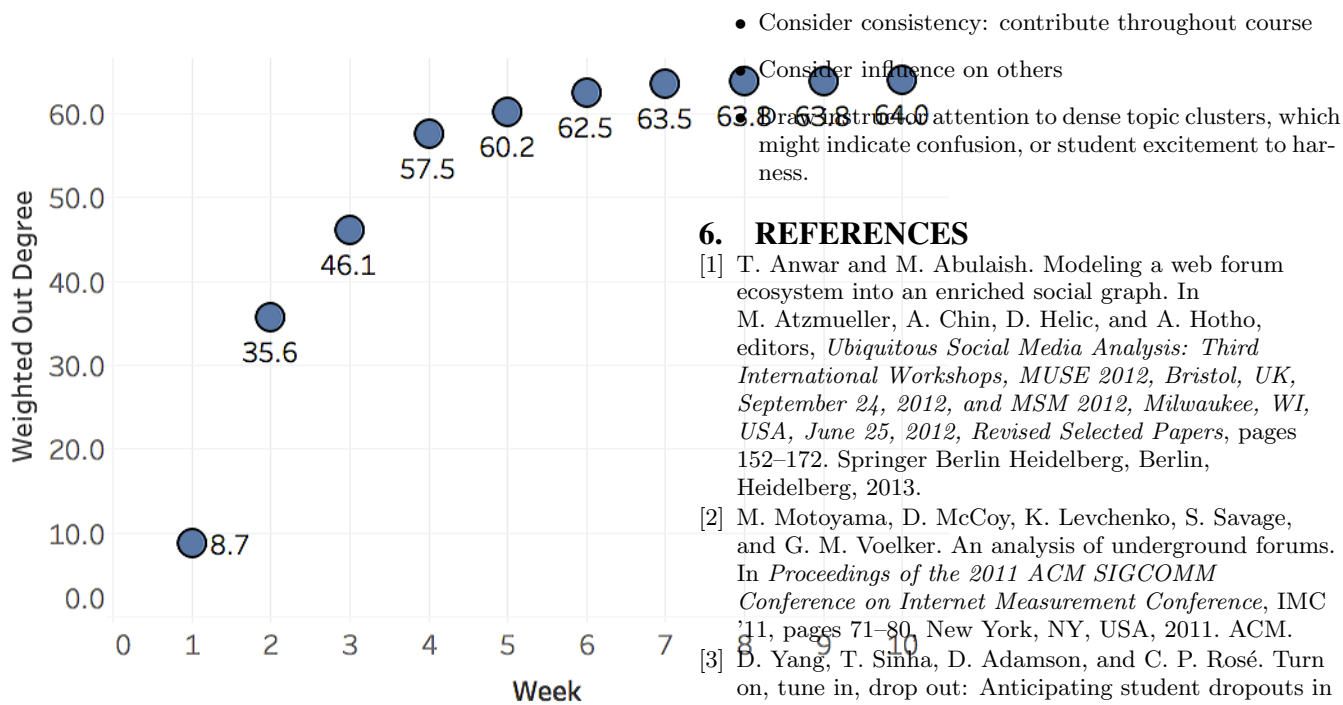 60.0
50.0
40.0
30.0
20.0
10.0
0.0
Weighted Out Degree
8.7
35.6
46.1
57.5
60.2
62.5
63.5
63.8
63.8
64.0
0 1 2 3 4 5 6 7 8 9 10
Week
• Consider consistency: contribute throughout course
• Consider influence on others
• Draw instructor attention to dense topic clusters, which
might indicate confusion, or student excitement to har-
ness.
6. REFERENCES
[1] T. Anwar and M. Abulaish. Modeling a web forum
ecosystem into an enriched social graph. In
M. Atzmueller, A. Chin, D. Helic, and A. Hotho,
editors, Ubiquitous Social Media Analysis: Third
International Workshops, MUSE 2012, Bristol, UK,
September 24, 2012, and MSM 2012, Milwaukee, WI,
USA, June 25, 2012, Revised Selected Papers, pages
152–172. Springer Berlin Heidelberg, Berlin,
Heidelberg, 2013.
[2] M. Motoyama, D. McCoy, K. Levchenko, S. Savage,
and G. M. Voelker. An analysis of underground forums.
In Proceedings of the 2011 ACM SIGCOMM
Conference on Internet Measurement Conference, IMC
’11, pages 71–80, New York, NY, USA, 2011. ACM.
[3] D. Yang, T. Sinha, D. Adamson, and C. P. Rosé. Turn
on, tune in, drop out: Anticipating student dropouts in